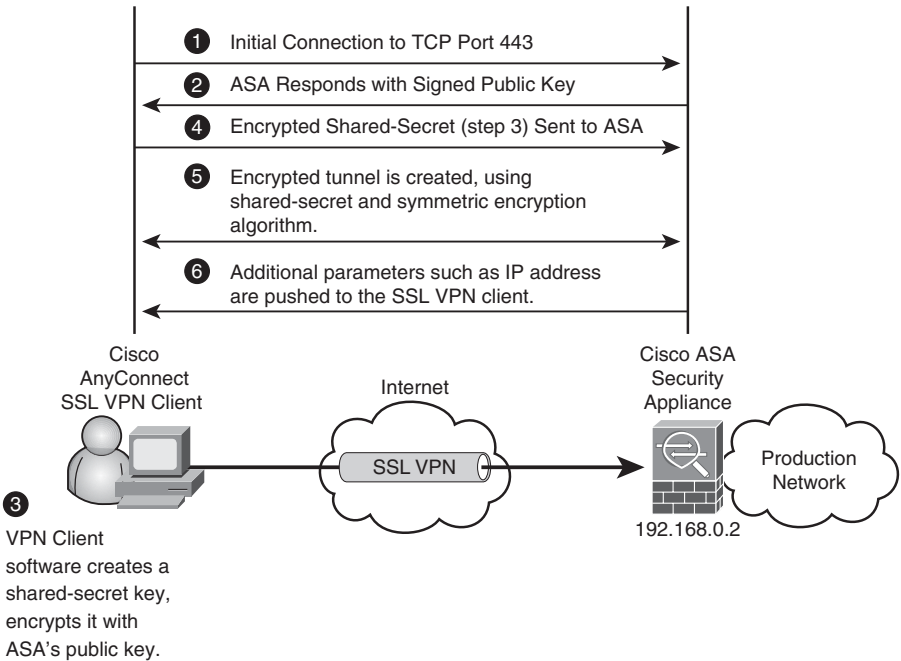 1 Initial Connection to TCP Port 443
2 ASA Responds with Signed Public Key
4 Encrypted Shared-Secret (step 3) Sent to ASA
5 Encrypted tunnel is created, using
shared-secret and symmetric encryption
algorithm.
6 Additional parameters such as IP address
are pushed to the SSL VPN client.
Cisco
AnyConnect
SSL VPN Client
Internet
Cisco ASA
Security
Appliance
SSL VPN
Production
Network
192.168.0.2
3
VPN Client
software creates a
shared-secret key,
encrypts it with
ASA's public key.